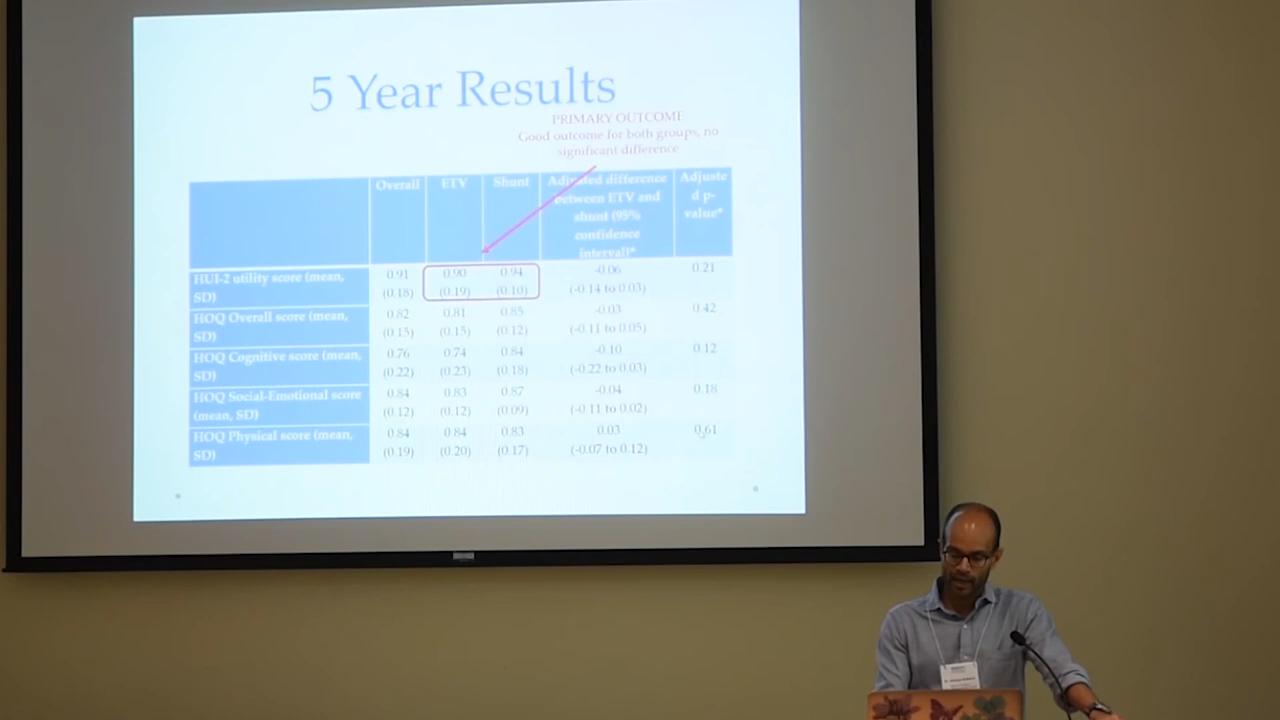 5 Year Results
PRIMARY OUTCOME
Good outcome for both groups, no
significant difference
Overall ETV Shunt Adjusted difference between ETV and shunt (95% confidence interval)* Adjuste d p-value*
HUI-2 utility score (mean, SD) 0.91 (0.18) 0.90 (0.19) 0.94 (0.10) -0.06 (-0.14 to 0.03) 0.21
HOQ Overall score (mean, SD) 0.82 (0.15) 0.81 (0.15) 0.85 (0.12) -0.03 (-0.11 to 0.05) 0.42
HOQ Cognitive score (mean, SD) 0.76 (0.22) 0.74 (0.23) 0.84 (0.18) -0.10 (-0.22 to 0.03) 0.12
HOQ Social-Emotional score (mean, SD) 0.84 (0.12) 0.83 (0.12) 0.87 (0.09) -0.04 (-0.11 to 0.02) 0.18
HOQ Physical score (mean, SD) 0.84 (0.19) 0.84 (0.20) 0.83 (0.17) 0.03 (-0.07 to 0.12) 0.61